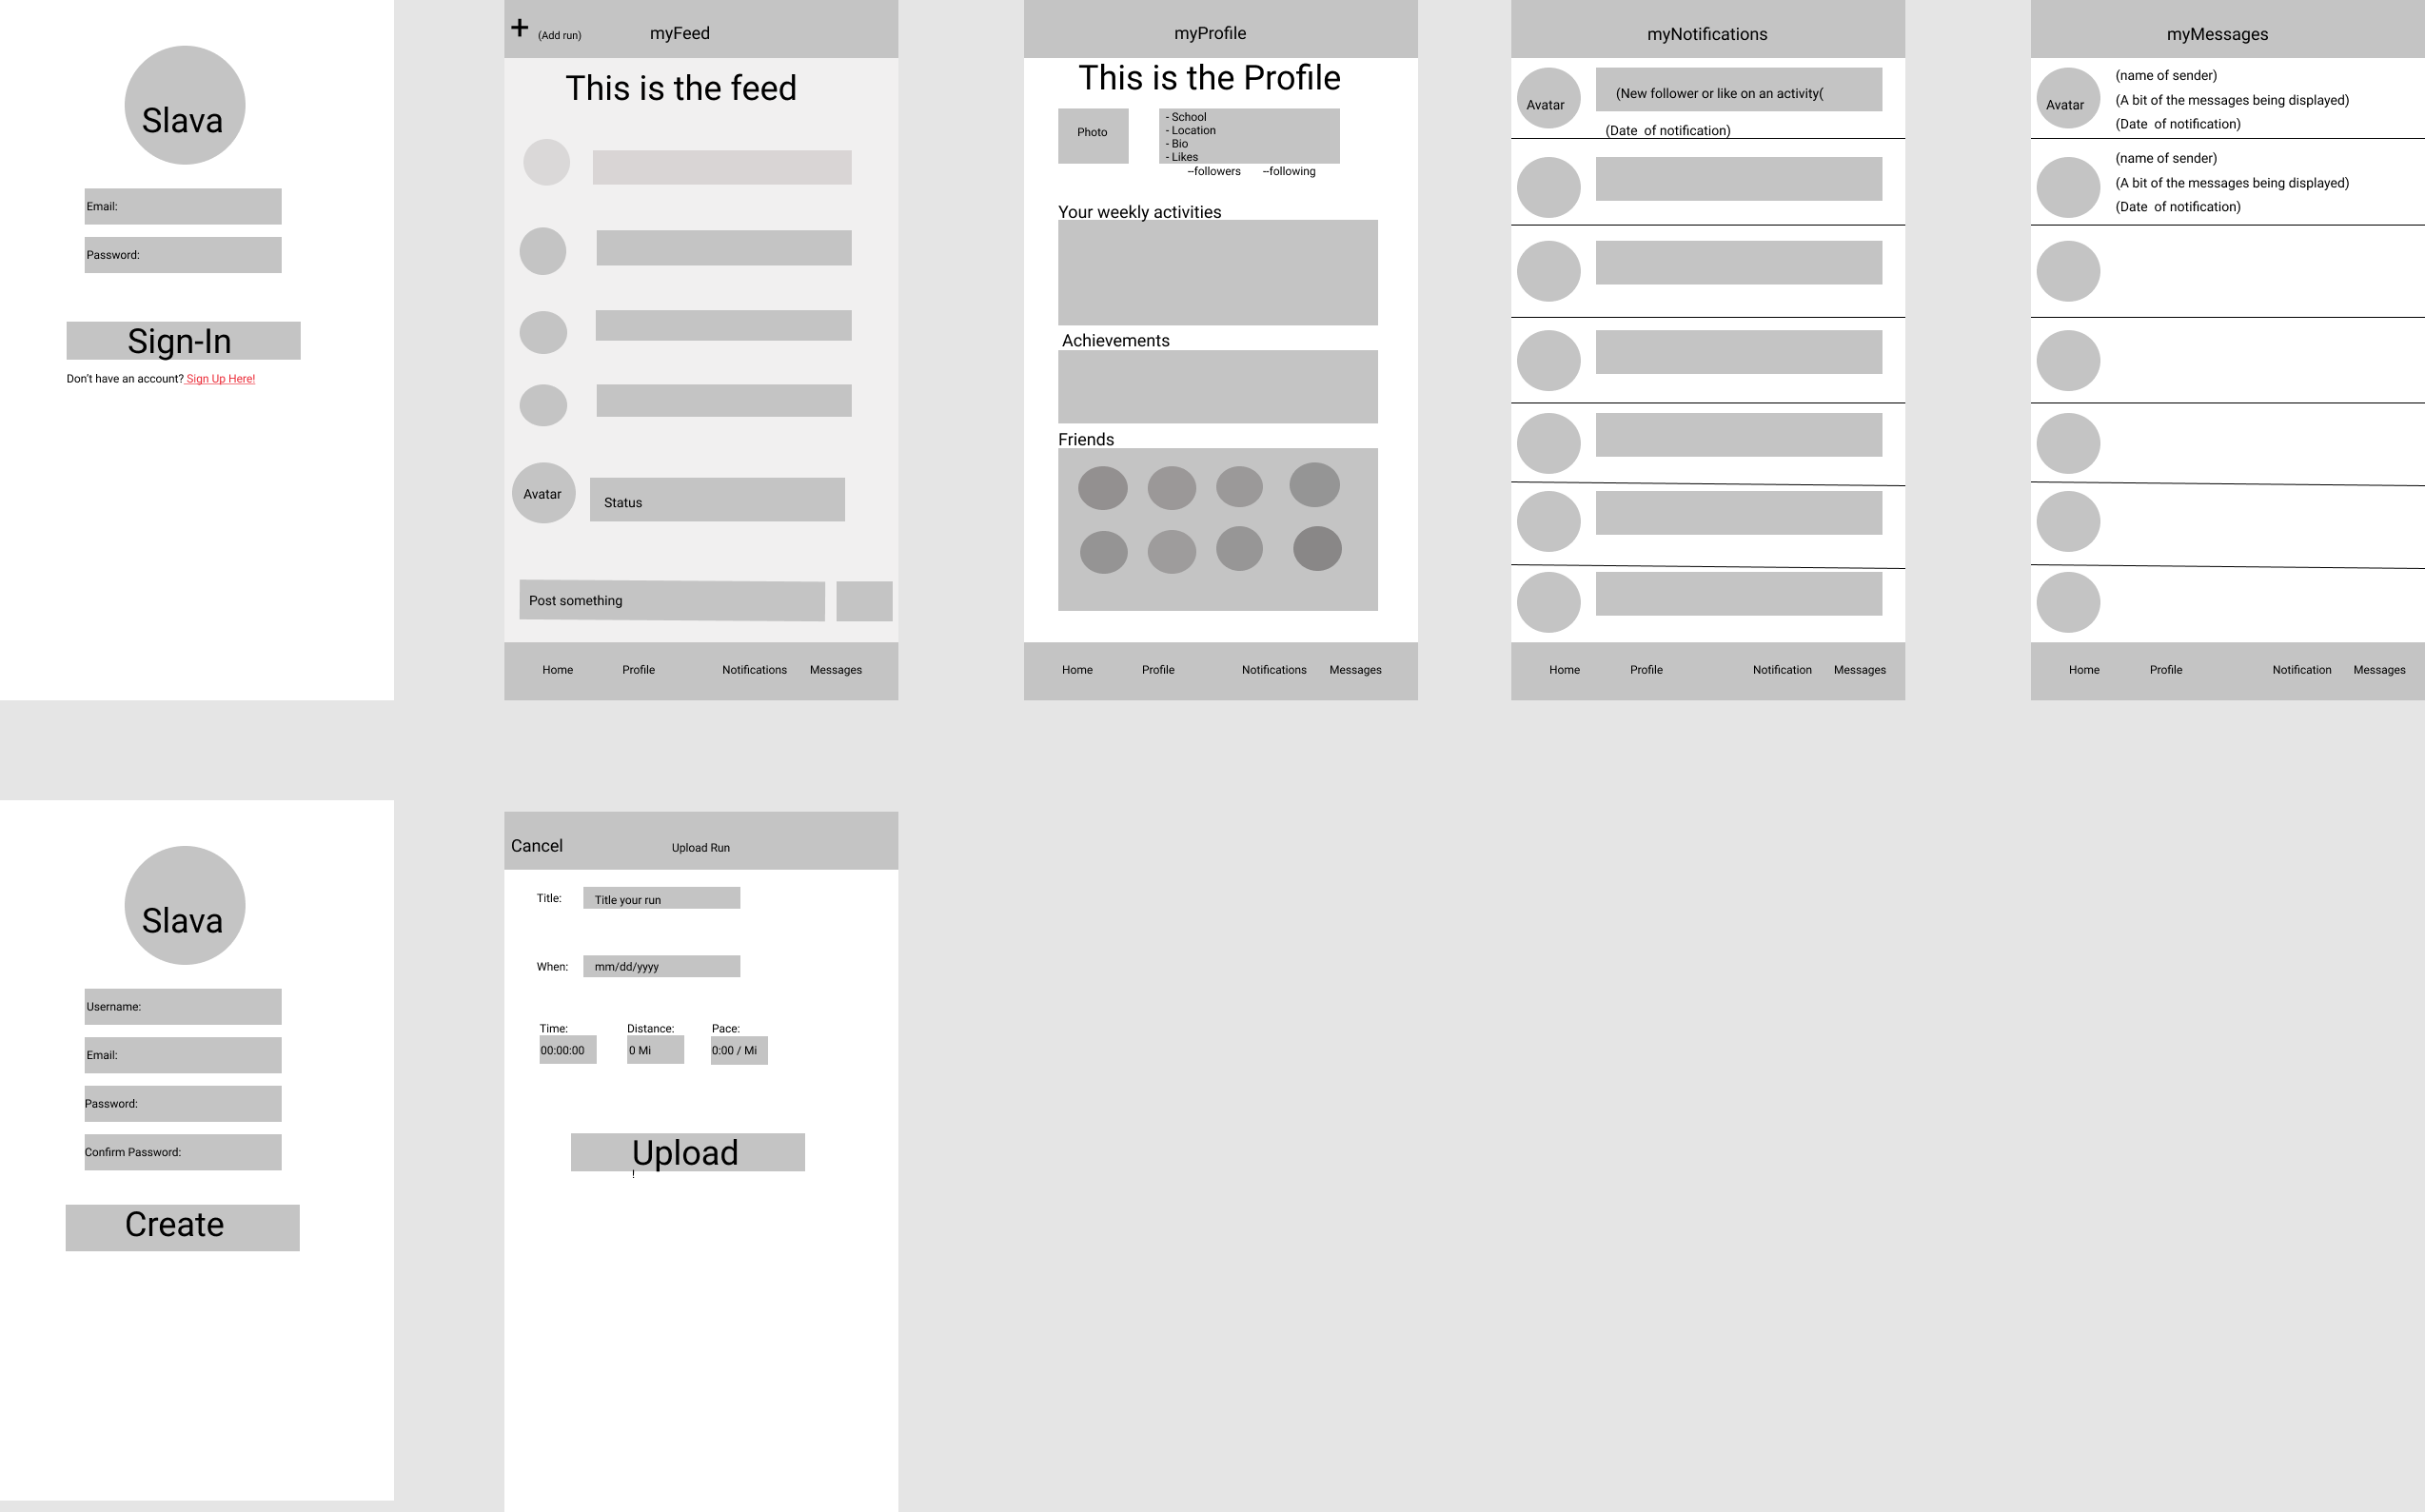 Slava
Email:
Password:
Sign-In
Don't have an account? Sign Up Here!
+ (Add run) myFeed
This is the feed
Avatar
Status
Post something
Home Profile Notifications Messages
myProfile
This is the Profile
Photo
- School
- Location
- Bio
- Likes
--followers --following
Your weekly activities
Achievements
Friends
Home Profile Notifications Messages
myNotifications
Avatar
(New follower or like on an activity(
(Date of notification)
Home Profile Notification Messages
myMessages
Avatar
(name of sender)
(A bit of the messages being displayed)
(Date of notification)
(name of sender)
(A bit of the messages being displayed)
(Date of notification)
Home Profile Notification Messages
Slava
Username:
Email:
Password:
Confirm Password:
Create
Cancel Upload Run
Title: Title your run
When: mm/dd/yyyy
Time: Distance: Pace:
00:00:00 0 Mi 0:00 / Mi
Upload
!